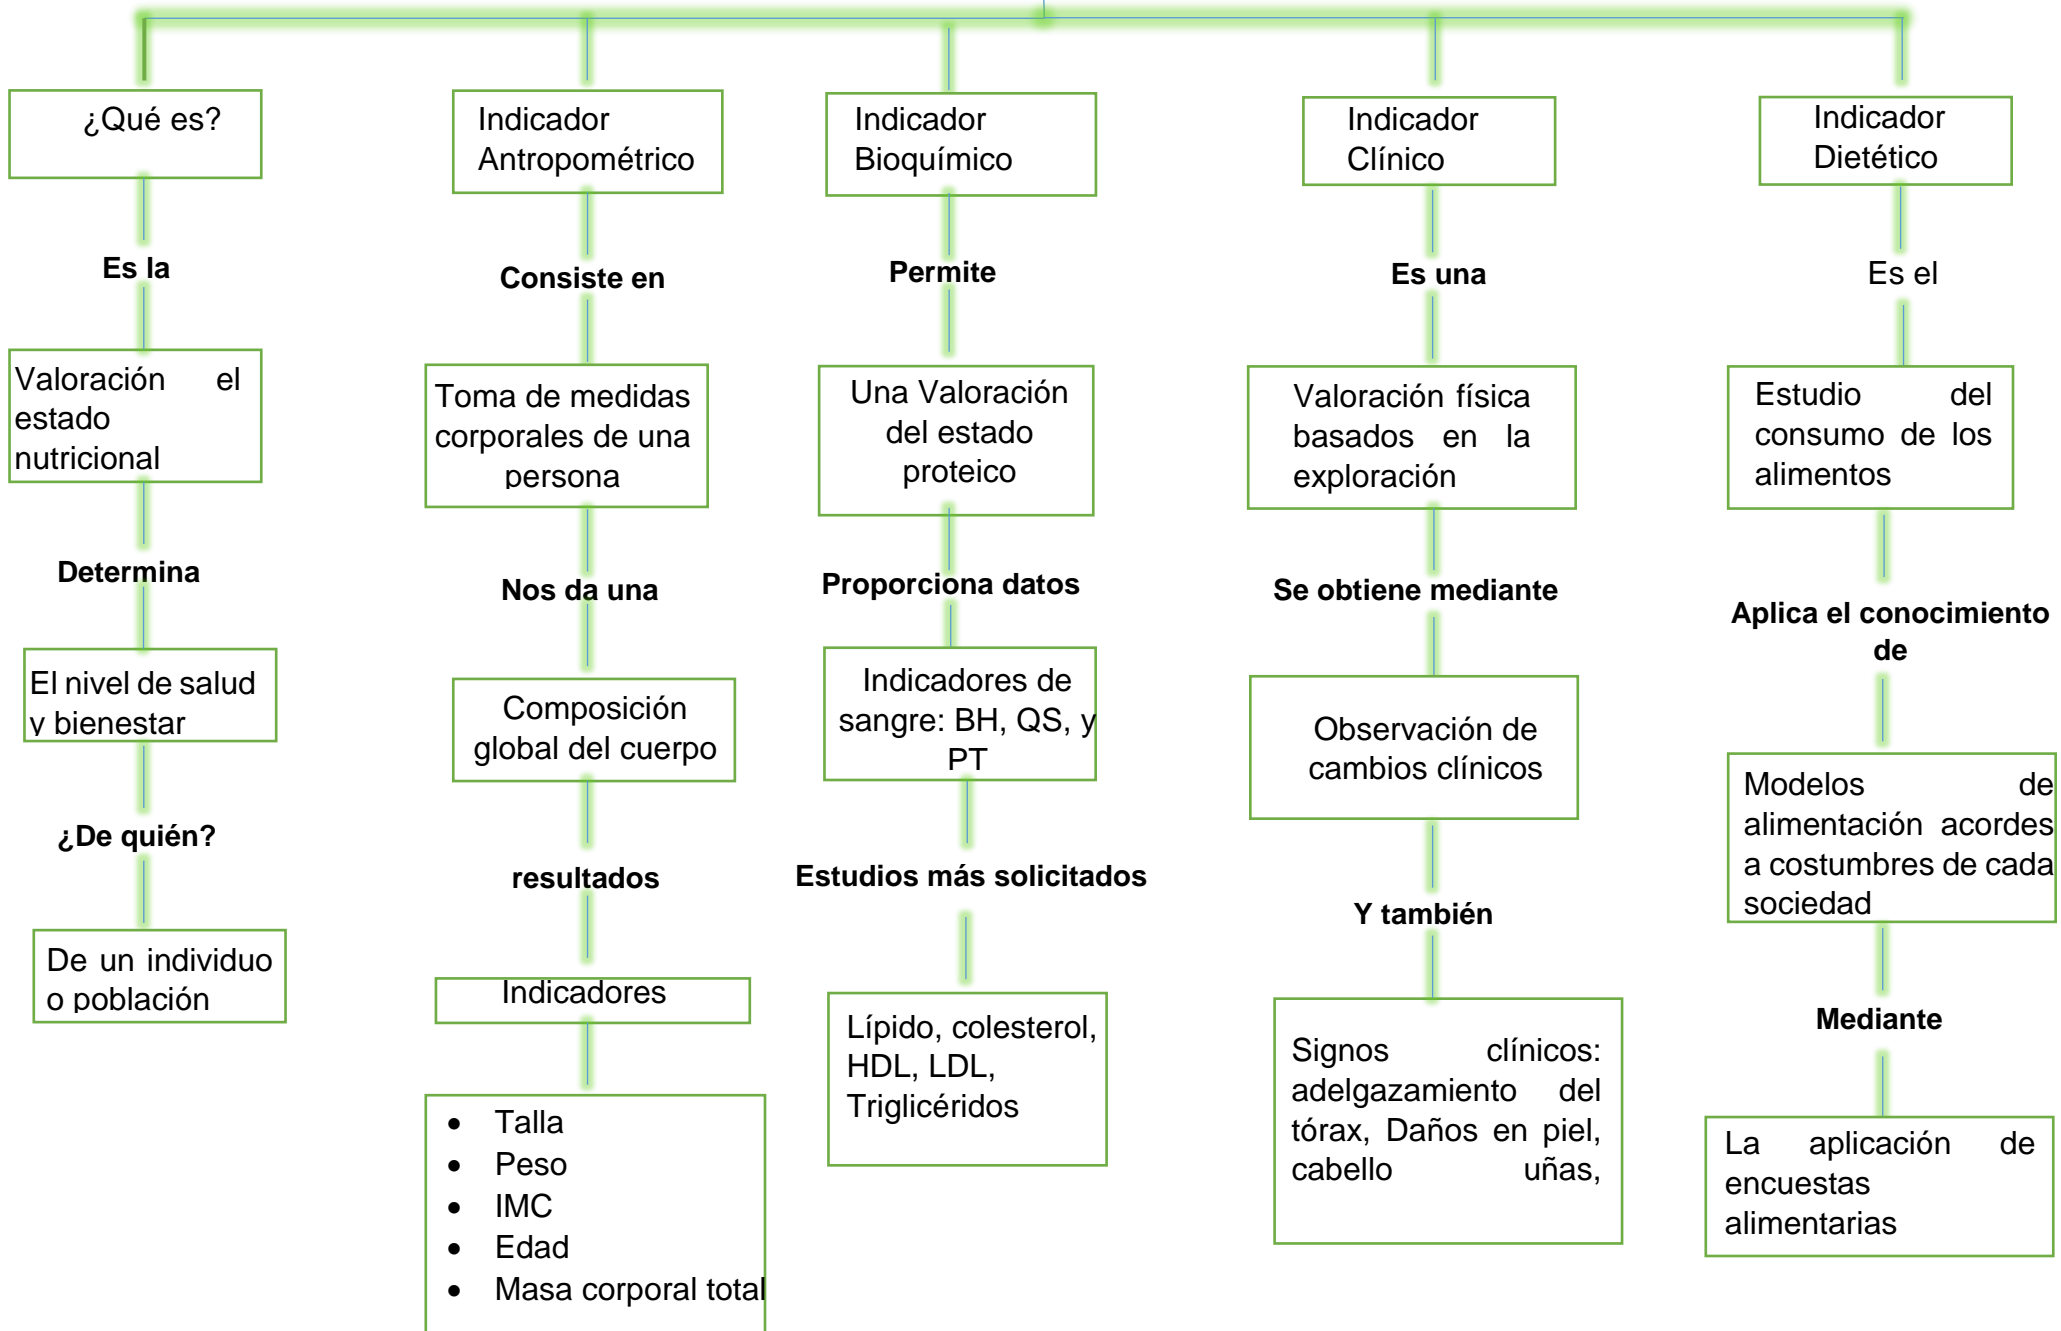 ¿Qué es?
Es la
Valoración el
estado
nutricional
Determina
El nivel de salud
y bienestar
¿De quién?
De un individuo
o población
Indicador
Antropométrico
Consiste en
Toma de medidas
corporales de una
persona
Nos da una
Composición
global del cuerpo
resultados
Indicadores
• Talla
• Peso
• IMC
• Edad
• Masa corporal total
Indicador
Bioquímico
Permite
Una Valoración
del estado
proteico
Proporciona datos
Indicadores de
sangre: BH, QS, y
PT
Estudios más solicitados
Lípido, colesterol,
HDL, LDL,
Triglicéridos
Indicador
Clínico
Es una
Valoración física
basados en la
exploración
Se obtiene mediante
Observación de
cambios clínicos
Y también
Signos clínicos:
adelgazamiento del
tórax, Daños en piel,
cabello uñas,
Indicador
Dietético
Es el
Estudio del
consumo de los
alimentos
Aplica el conocimiento
de
Modelos de
alimentación acordes
a costumbres de cada
sociedad
Mediante
La aplicación de
encuestas
alimentarias